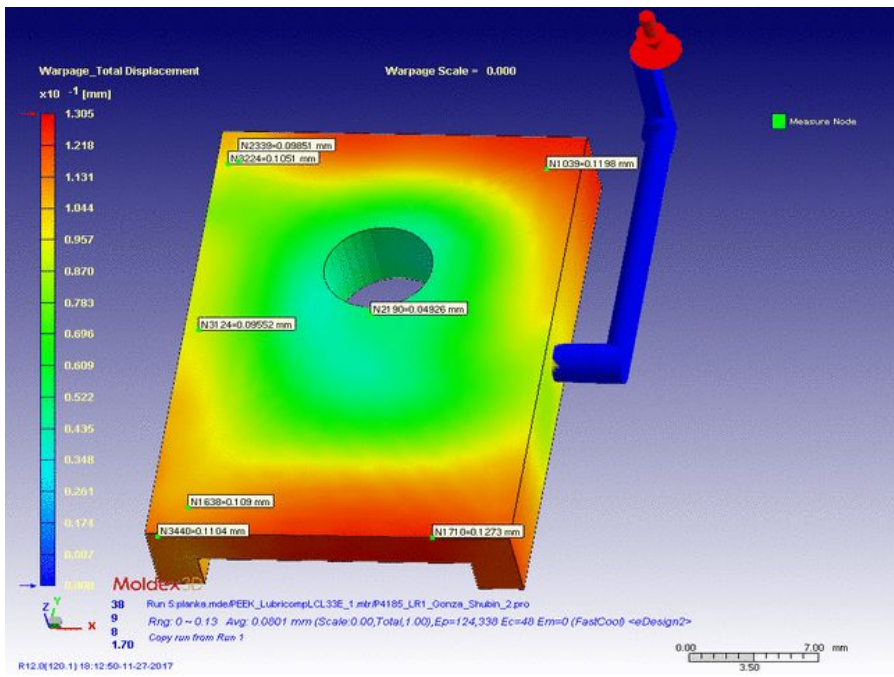 Warpage_Total Displacement
Warpage Scale = 0.000
x10 -1 [mm]
1.305
1.218
1.131
1.044
0.957
0.870
0.783
0.696
0.609
0.522
0.435
0.348
0.261
0.174
0.087
0.000
Measure Node
N2339=0.09851 mm
N3224=0.1051 mm
N1039=0.1198 mm
N2190=0.04926 mm
N3124=0.09552 mm
N1638=0.109 mm
N3440=0.1104 mm
N1710=0.1273 mm
Moldex3D
Z
Y
X
38
9
8
1.70
Run 5:planka.mde/PEEK_LubricompLCL33E_1.mtr/P4185_LR1_Gonza_Shubin_2.pro
Rng: 0 ~ 0.13 Avg: 0.0801 mm (Scale:0.00,Total,1.00),Ep=124,338 Ec=48 Em=0 (FastCool) <eDesign2>
Copy run from Run 1
0.00 7.00 mm
3.50
R12.0(120.1) 18:12:50-11-27-2017